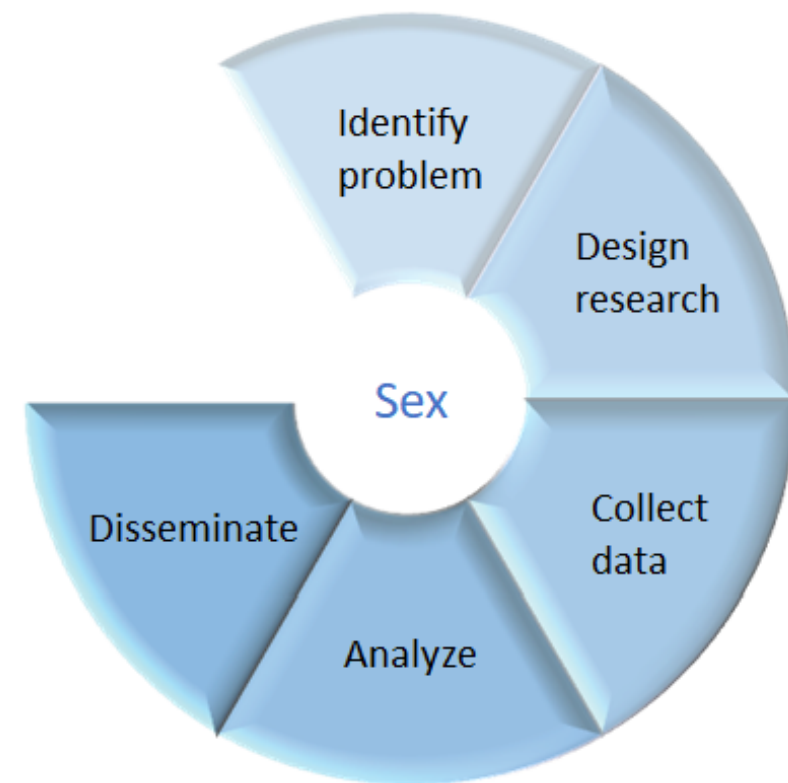 Identify
problem
Design
research
Sex
Collect
data
Disseminate
Analyze